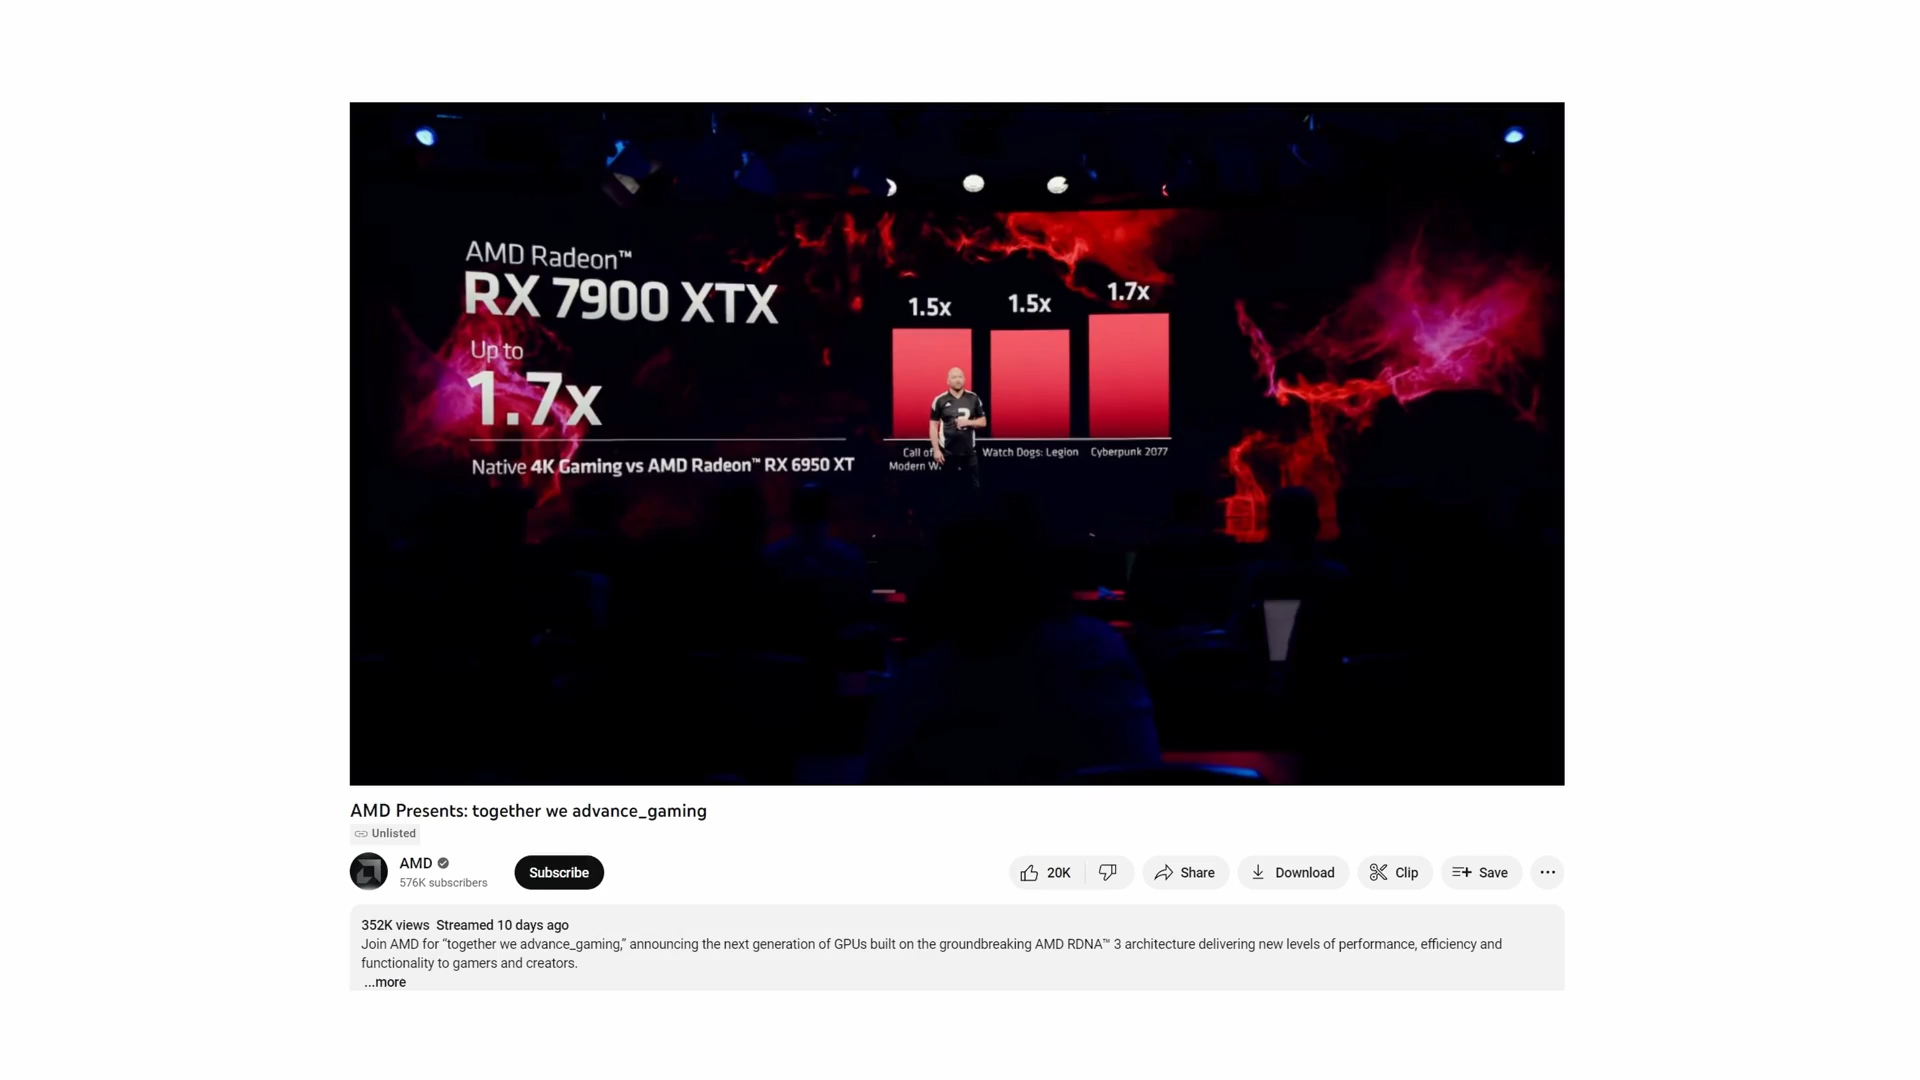 AMD Radeon™
RX 7900 XTX
Up to
1.7x
Native 4K Gaming vs AMD Radeon™ RX 6950 XT
1.5x
1.5x
1.7x
Call of
Modern W
Watch Dogs: Legion
Cyberpunk 2077
AMD Presents: together we advance_gaming
Unlisted
AMD
576K subscribers
Subscribe
20K
Share
Download
Clip
Save
352K views Streamed 10 days ago
Join AMD for “together we advance_gaming,” announcing the next generation of GPUs built on the groundbreaking AMD RDNA™ 3 architecture delivering new levels of performance, efficiency and
functionality to gamers and creators.
...more